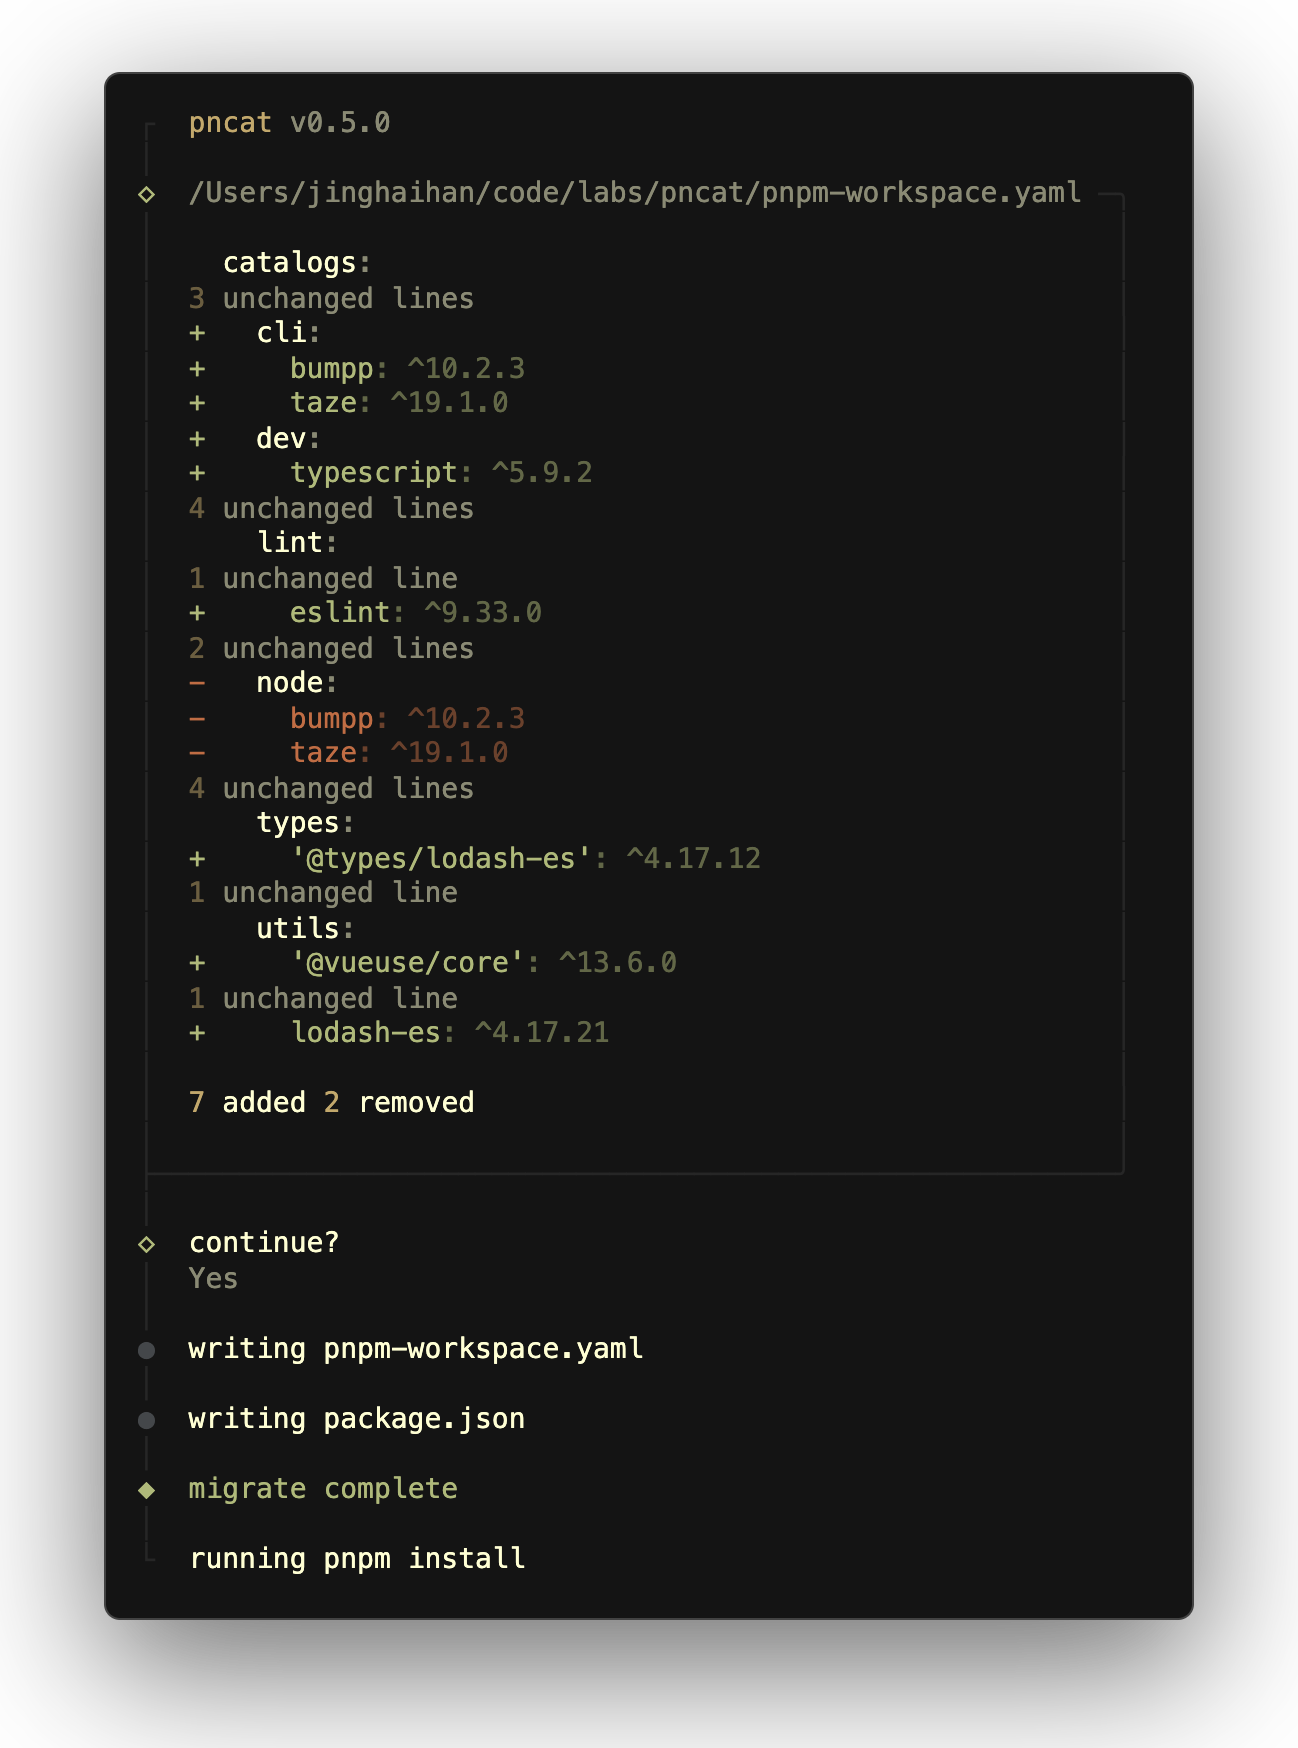 pncat v0.5.0
/Users/jinghaihan/code/labs/pncat/pnpm-workspace.yaml
catalogs:
3 unchanged lines
+   cli:
+     bumpp: ^10.2.3
+     taze: ^19.1.0
+   dev:
+     typescript: ^5.9.2
4 unchanged lines
    lint:
1 unchanged line
+     eslint: ^9.33.0
2 unchanged lines
-   node:
-     bumpp: ^10.2.3
-     taze: ^19.1.0
4 unchanged lines
    types:
+     '@types/lodash-es': ^4.17.12
1 unchanged line
    utils:
+     '@vueuse/core': ^13.6.0
1 unchanged line
+     lodash-es: ^4.17.21
7 added 2 removed
continue?
Yes
writing pnpm-workspace.yaml
writing package.json
migrate complete
running pnpm install